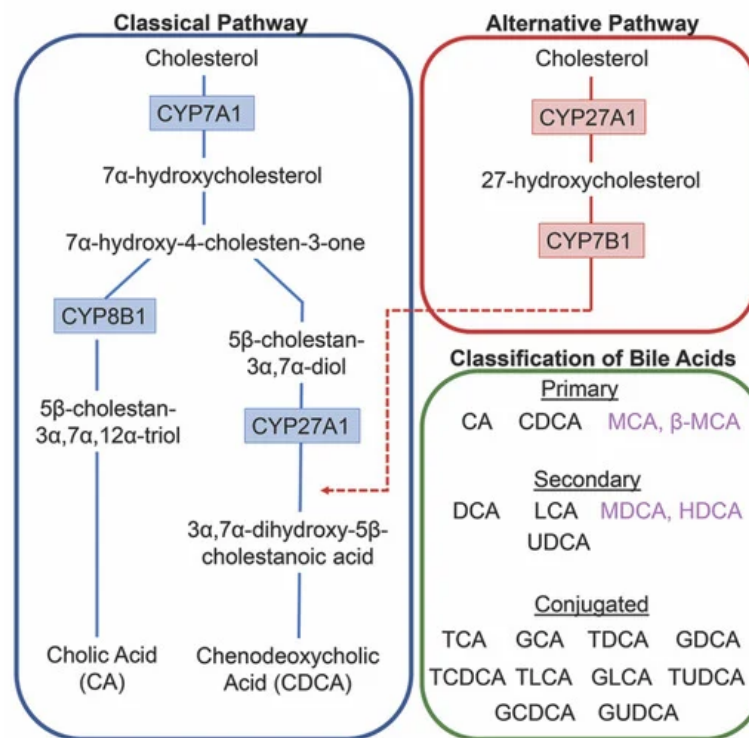 Classical Pathway
Cholesterol
CYP7A1
7α-hydroxycholesterol
7α-hydroxy-4-cholesten-3-one
CYP8B1
5β-cholestan-
3α,7α,12α-triol
Cholic Acid
(CA)
5β-cholestan-
3α,7α-diol
CYP27A1
3α,7α-dihydroxy-5β-
cholestanoic acid
Chenodeoxycholic
Acid (CDCA)
Alternative Pathway
Cholesterol
CYP27A1
27-hydroxycholesterol
CYP7B1
Classification of Bile Acids
Primary
CA CDCA MCA, β-MCA
Secondary
DCA LCA MDCA, HDCA
UDCA
Conjugated
TCA GCA TDCA GDCA
TCDCA TLCA GLCA TUDCA
GCDCA GUDCA